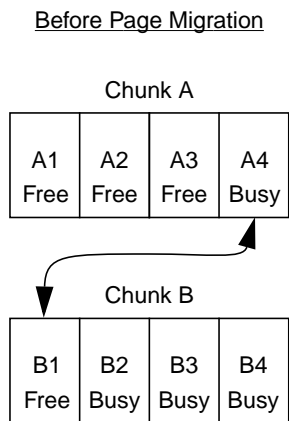 Before Page Migration
Chunk A
A1 A2 A3 A4
Free Free Free Busy
Chunk B
B1 B2 B3 B4
Free Busy Busy Busy